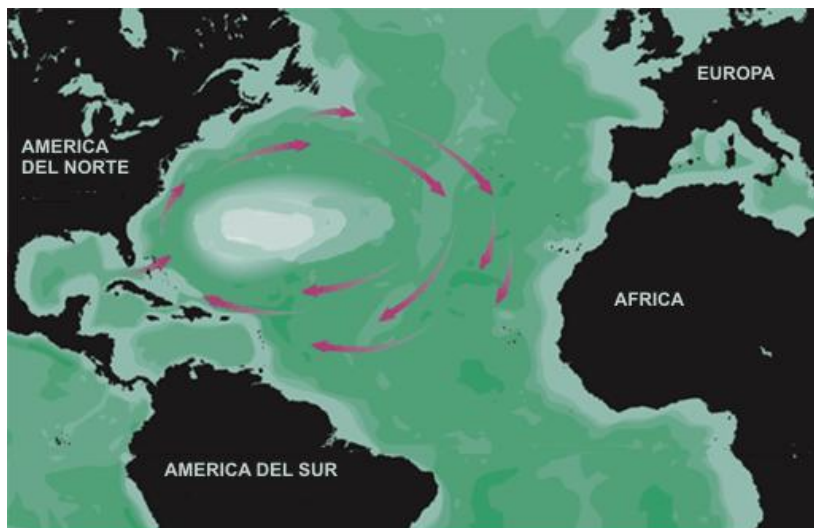 EUROPA
AMERICA
DEL NORTE
AFRICA
AMERICA DEL SUR